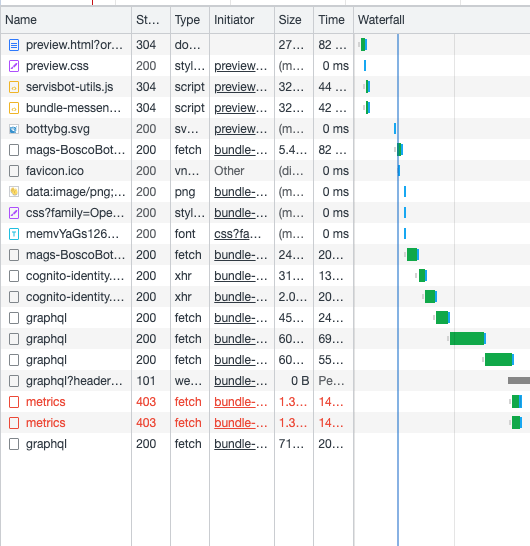 Name St... Type Initiator Size Time Waterfall
preview.html?or... 304 do... 27... 82 ...
preview.css 200 styl... preview... (m... 0 ms
servisbot-utils.js 304 script preview... 32... 44 ...
bundle-messen... 304 script preview... 32... 42 ...
bottybg.svg 200 sv... preview... (m... 0 ms
mags-BoscoBot... 200 fetch bundle-... 5.4... 82 ...
favicon.ico 200 vn... Other (di... 0 ms
data:image/png;... 200 png bundle-... (m... 0 ms
css?family=Ope... 200 styl... bundle-... (m... 0 ms
memvYaGs126... 200 font css?fa... (m... 0 ms
mags-BoscoBot... 200 fetch bundle-... 24... 20...
cognito-identity.... 200 xhr bundle-... 31... 13...
cognito-identity.... 200 xhr bundle-... 2.0... 20...
graphql 200 fetch bundle-... 45... 24...
graphql 200 fetch bundle-... 60... 69...
graphql 200 fetch bundle-... 60... 55...
graphql?header... 101 we... bundle-... 0 B Pe...
metrics 403 fetch bundle-... 1.3... 14...
metrics 403 fetch bundle-... 1.3... 14...
graphql 200 fetch bundle-... 71... 20...